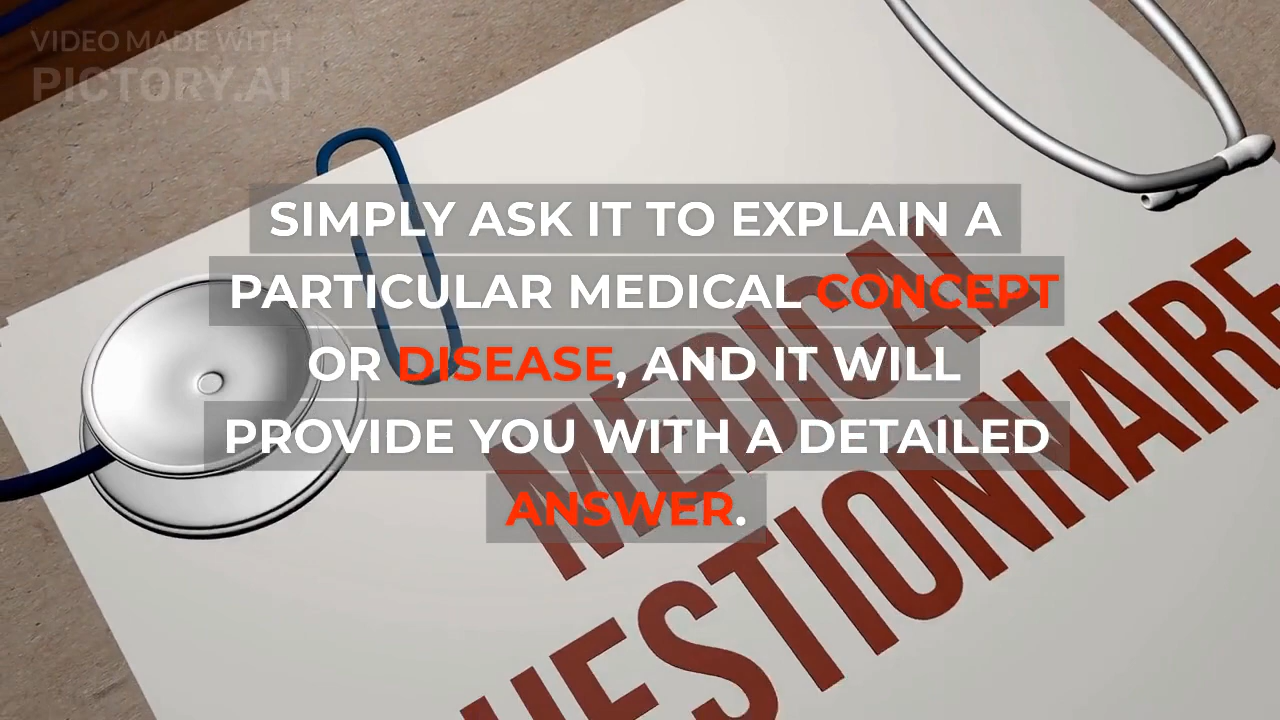 VIDEO MADE WITH
PICTORY.AI
SIMPLY ASK IT TO EXPLAIN A
PARTICULAR MEDICAL CONCEPT
OR DISEASE, AND IT WILL
PROVIDE YOU WITH A DETAILED
ANSWER.
MEDICAL
QUESTIONNAIRE